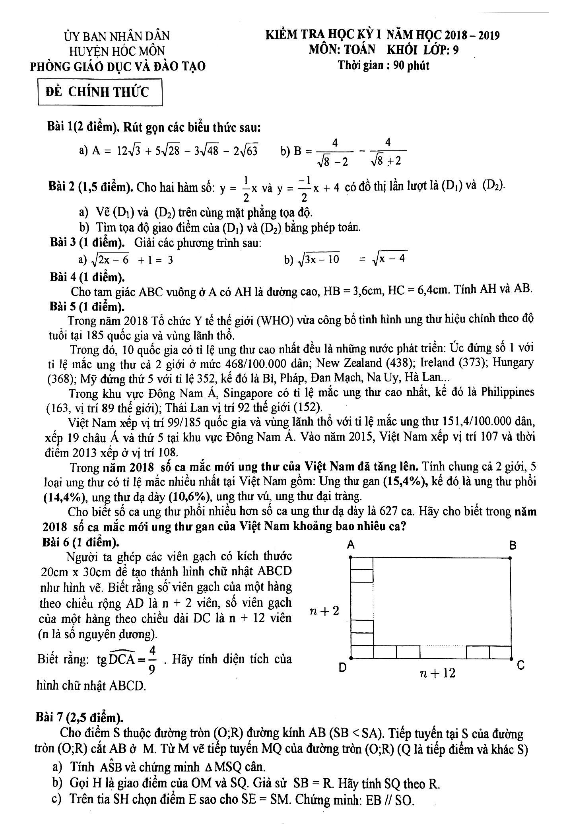 ỦY BAN NHÂN DÂN
HUYỆN HÓC MÔN
PHÒNG GIÁO DỤC VÀ ĐÀO TẠO
ĐỀ CHÍNH THỨC
KIỂM TRA HỌC KỲ I NĂM HỌC 2018 – 2019
MÔN: TOÁN KHỐI LỚP: 9
Thời gian : 90 phút
Bài 1(2 điểm). Rút gọn các biểu thức sau:
a) A = 12√3 + 5√28 − 3√48 − 2√63 b) B = 4/(√8 − 2) − 4/(√8 + 2)
Bài 2 (1,5 điểm). Cho hai hàm số: y = 1/2 x và y = −1/2 x + 4 có đồ thị lần lượt là (D₁) và (D₂).
a) Vẽ (D₁) và (D₂) trên cùng mặt phẳng tọa độ.
b) Tìm tọa độ giao điểm của (D₁) và (D₂) bằng phép toán.
Bài 3 (1 điểm). Giải các phương trình sau:
a) √(2x − 6) + 1 = 3 b) √(3x − 10) = √(x − 4)
Bài 4 (1 điểm).
Cho tam giác ABC vuông ở A có AH là đường cao, HB = 3,6cm, HC = 6,4cm. Tính AH và AB.
Bài 5 (1 điểm).
Trong năm 2018 Tổ chức Y tế thế giới (WHO) vừa công bố tình hình ung thư hiệu chính theo độ
tuổi tại 185 quốc gia và vùng lãnh thổ.
Trong đó, 10 quốc gia có tỉ lệ ung thư cao nhất đều là những nước phát triển: Úc đứng số 1 với
tỉ lệ mắc ung thư cả 2 giới ở mức 468/100.000 dân; New Zealand (438); Ireland (373); Hungary
(368); Mỹ đứng thứ 5 với tỉ lệ 352, kế đó là Bỉ, Pháp, Đan Mạch, Na Uy, Hà Lan...
Trong khu vực Đông Nam Á, Singapore có tỉ lệ mắc ung thư cao nhất, kế là Philippines
(163, vị trí 89 thế giới); Thái Lan vị trí 92 thế giới (152).
Việt Nam xếp vị trí 99/185 quốc gia và vùng lãnh thổ với tỉ lệ mắc ung thư 151,4/100.000 dân,
xếp 19 châu Á và thứ 5 tại khu vực Đông Nam Á. Vào năm 2015, Việt Nam xếp vị trí 107 và thời
điểm 2013 xếp ở vị trí 108.
Trong năm 2018 số ca mắc mới ung thư của Việt Nam đã tăng lên. Tính chung cả 2 giới, 5
loại ung thư có tỉ lệ mắc nhiều nhất tại Việt Nam gồm: Ung thư gan (15,4%), kế đó là ung thư phổi
(14,4%), ung thư dạ dày (10,6%), ung thư vú, ung thư đại tràng.
Cho biết số ca ung thư phổi nhiều hơn số ca ung thư dạ dày là 627 ca. Hãy cho biết trong năm
2018 số ca mắc mới ung thư gan của Việt Nam khoảng bao nhiêu ca?
Bài 6 (1 điểm).
Người ta ghép các viên gạch có kích thước
20cm x 30cm để tạo thành hình chữ nhật ABCD
như hình vẽ. Biết rằng số viên gạch của một hàng
theo chiều rộng AD là n + 2 viên, số viên gạch
của một hàng theo chiều dài DC là n + 12 viên
(n là số nguyên dương).
Biết rằng: tg∠DCA = 4/9 . Hãy tính diện tích của
hình chữ nhật ABCD.
A
B
n + 2
D
n + 12
C
Bài 7 (2,5 điểm).
Cho điểm S thuộc đường tròn (O;R) đường kính AB (SB < SA). Tiếp tuyến tại S của đường
tròn (O;R) cắt AB ở M. Từ M vẽ tiếp tuyến MQ của đường tròn (O;R) (Q là tiếp điểm và khác S)
a) Tính ∠ASB và chứng minh Δ MSQ cân.
b) Gọi H là giao điểm của OM và SQ. Giả sử SB = R. Hãy tính SQ theo R.
c) Trên tia SH chọn điểm E sao cho SE = SM. Chứng minh: EB // SO.